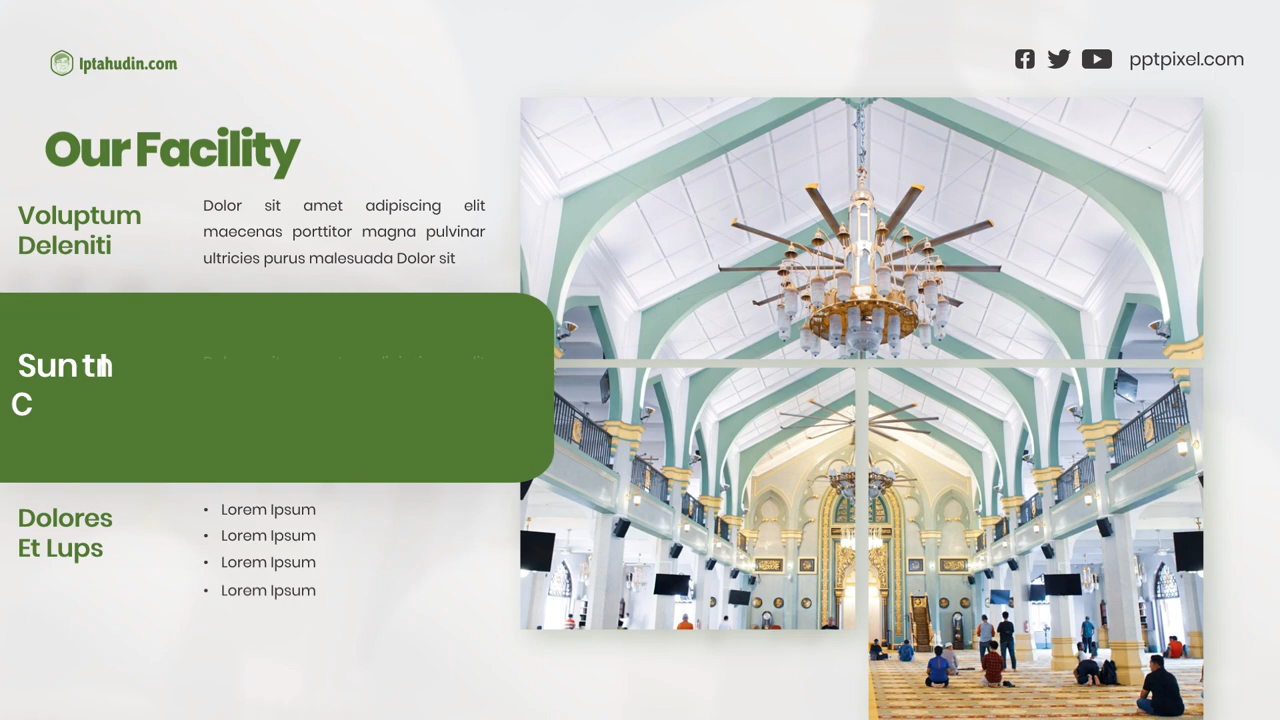 Iptahudin.com
pptpixel.com
Our Facility
Voluptum
Deleniti
Dolor sit amet adipiscing elit
maecenas porttitor magna pulvinar
ultricies purus malesuada Dolor sit
C
Dolores
Et Lups
• Lorem Ipsum
• Lorem Ipsum
• Lorem Ipsum
• Lorem Ipsum